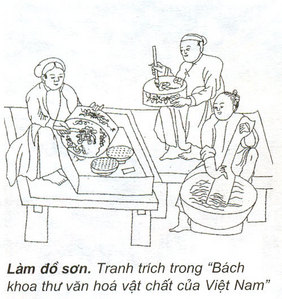 Làm đồ sơn. Tranh trích trong “Bách
khoa thư văn hoá vật chất của Việt Nam”